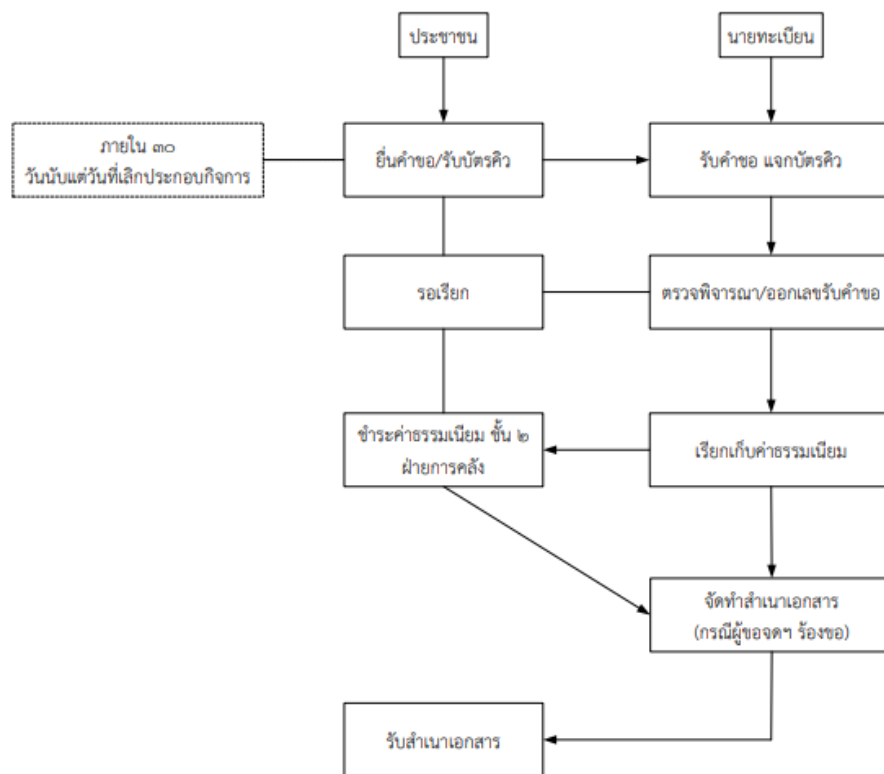 ประชาชน
นายทะเบียน
ภายใน ๓๐
วันนับแต่วันที่เลิกประกอบกิจการ
ยื่นคำขอ/รับบัตรคิว
รับคำขอ แจกบัตรคิว
รอเรียก
ตรวจพิจารณา/ออกเลขรับคำขอ
ชำระค่าธรรมเนียม ชั้น ๒
ฝ่ายการคลัง
เรียกเก็บค่าธรรมเนียม
จัดทำสำเนาเอกสาร
(กรณีผู้ขอจดฯ ร้องขอ)
รับสำเนาเอกสาร